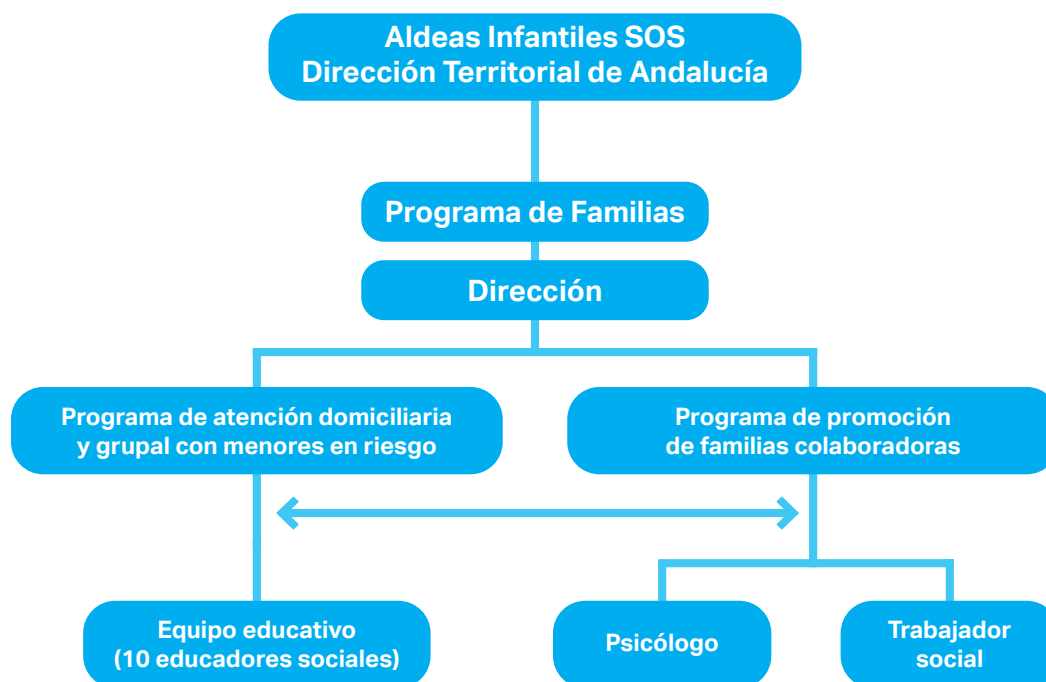 Aldeas Infantiles SOS
Dirección Territorial de Andalucía
Programa de Familias
Dirección
Programa de atención domiciliaria
y grupal con menores en riesgo
Programa de promoción
de familias colaboradoras
Equipo educativo
(10 educadores sociales)
Psicólogo
Trabajador
social